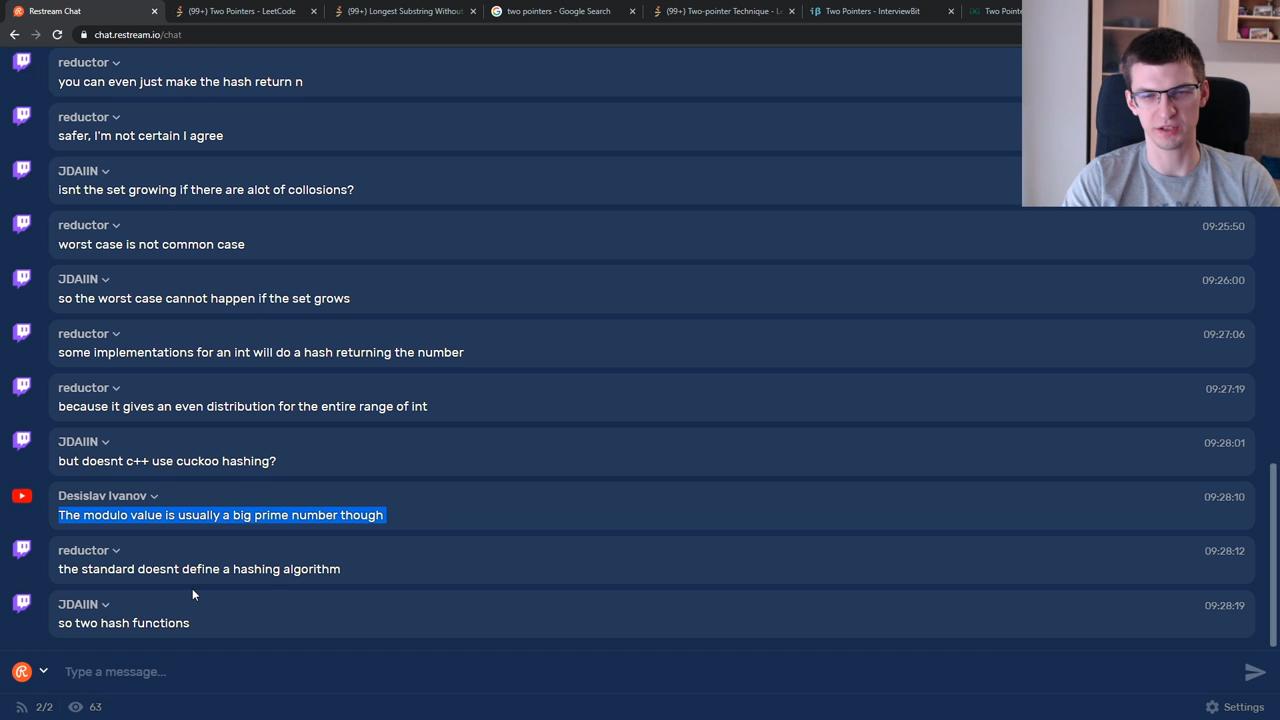 Restream Chat
(99+) Two Pointers - LeetCode
(99+) Longest Substring Withou
two pointers - Google Search
(99+) Two-pointer Technique - Le
Two Pointers - InterviewBit
Two Point
chat.restream.io/chat
reductor
you can even just make the hash return n
reductor
safer, I'm not certain I agree
JDAIIN
isnt the set growing if there are alot of collosions?
reductor
09:25:50
worst case is not common case
JDAIIN
09:26:00
so the worst case cannot happen if the set grows
reductor
09:27:06
some implementations for an int will do a hash returning the number
reductor
09:27:19
because it gives an even distribution for the entire range of int
JDAIIN
09:28:01
but doesnt c++ use cuckoo hashing?
Desislav Ivanov
09:28:10
The modulo value is usually a big prime number though
reductor
09:28:12
the standard doesnt define a hashing algorithm
JDAIIN
09:28:19
so two hash functions
Type a message...
2/2
63
Settings